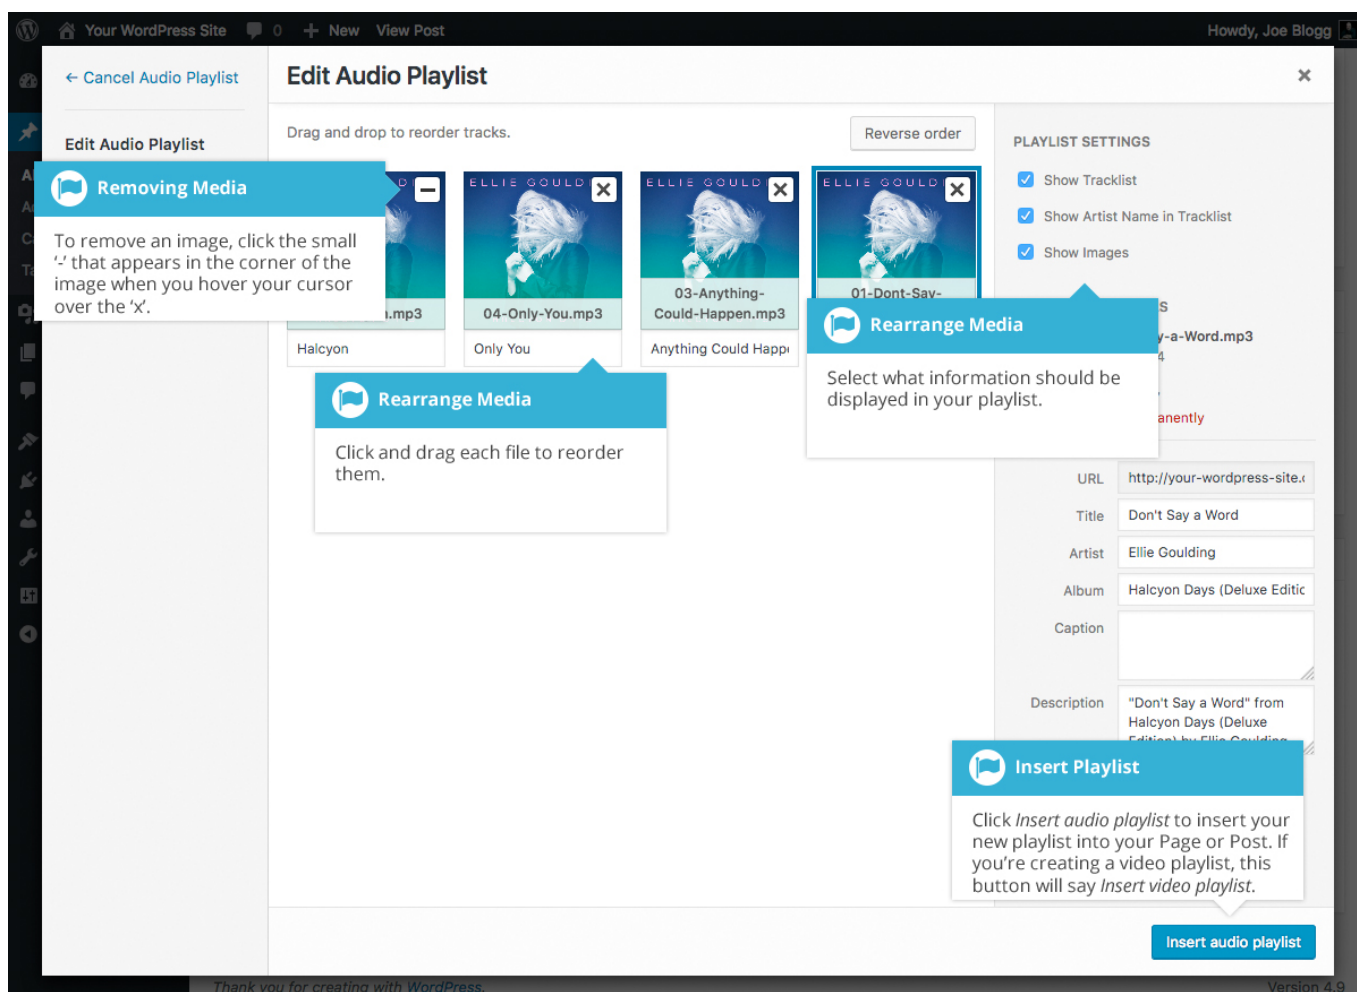 Your WordPress Site 0 New View Post
Howdy, Joe Blogg
← Cancel Audio Playlist
Edit Audio Playlist
Edit Audio Playlist
Drag and drop to reorder tracks.
Reverse order
Removing Media
To remove an image, click the small
‘-’ that appears in the corner of the
image when you hover your cursor
over the ‘x’.
ELLIE GOULDI
ELLIE GOULDI
ELLIE GOULDI
.mp3
04-Only-You.mp3
03-Anything-
Could-Happen.mp3
01-Dont-Say-
Halcyon
Only You
Anything Could Happ
Rearrange Media
Click and drag each file to reorder
them.
PLAYLIST SETTINGS
Show Tracklist
Show Artist Name in Tracklist
Show Images
S
y-a-Word.mp3
4
anently
Rearrange Media
Select what information should be
displayed in your playlist.
URL http://your-wordpress-site.c
Title Don't Say a Word
Artist Ellie Goulding
Album Halcyon Days (Deluxe Editic
Caption
Description "Don't Say a Word" from
Halcyon Days (Deluxe
Edition) by Ellie Goulding
Insert Playlist
Click Insert audio playlist to insert your
new playlist into your Page or Post. If
you’re creating a video playlist, this
button will say Insert video playlist.
Insert audio playlist
Thank you for creating with WordPress.
Version 4.9